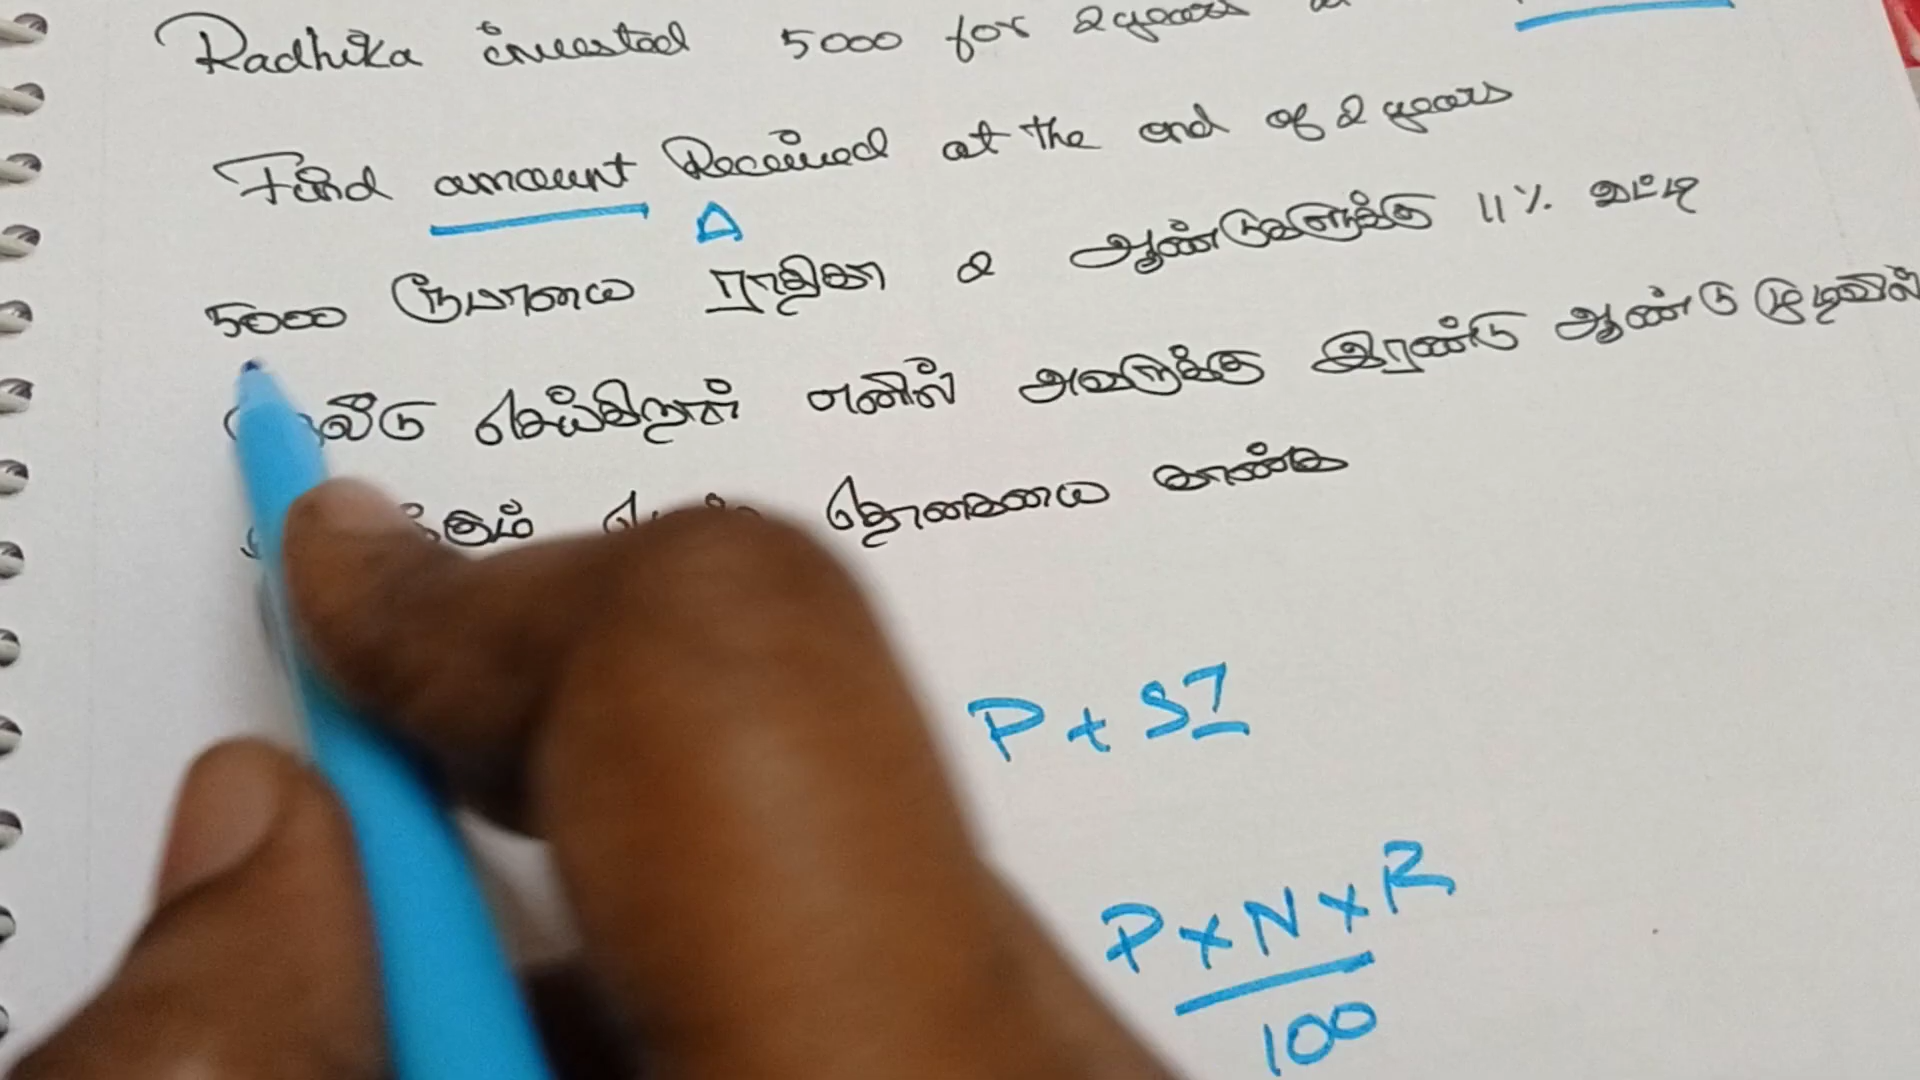 Radhika invested 5000 for 2 years
Find amount Received at the end of 2 years
A
5000 ரூபாயை ராதிகா 2 ஆண்டுகளுக்கு 11% வட்டி
செய்கிறாள் எனில் அவளுக்கு இரண்டு ஆண்டு முடிவில்
தொகையை காண்க
P + SI
P x N x R
100